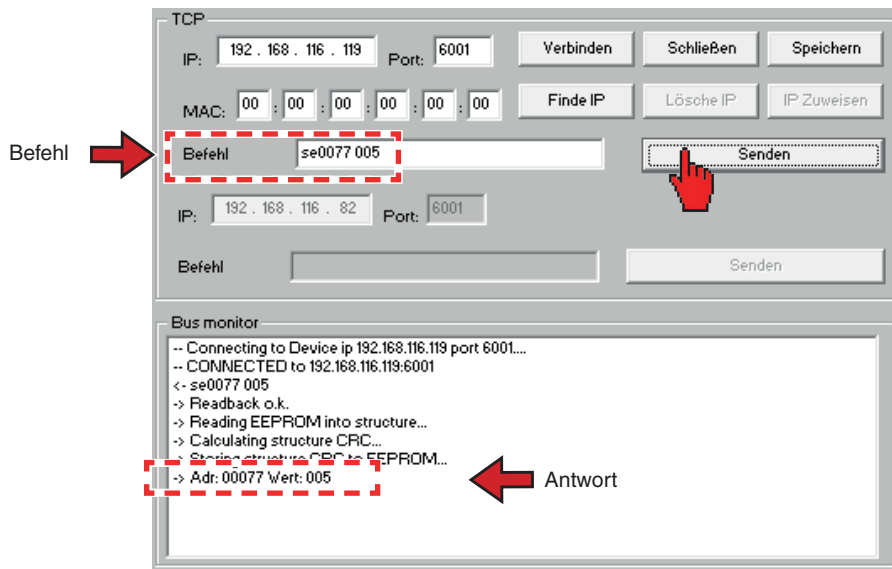 TCP
IP: 192 . 168 . 116 . 119 Port: 6001 Verbinden Schließen Speichern
MAC: 00 : 00 : 00 : 00 : 00 : 00 Finde IP Lösche IP IP Zuweisen
Befehl Befehl se0077 005 Senden
IP: 192 . 168 . 116 . 82 Port: 6001
Befehl Senden
Bus monitor
-- Connecting to Device ip 192.168.116.119 port 6001....
-- CONNECTED to 192.168.116.119:6001
<- se0077 005
-> Readback o.k.
-> Reading EEPROM into structure...
-> Calculating structure CRC...
-> Storing structure CRC to EEPROM...
-> Adr: 00077 Wert: 005 Antwort